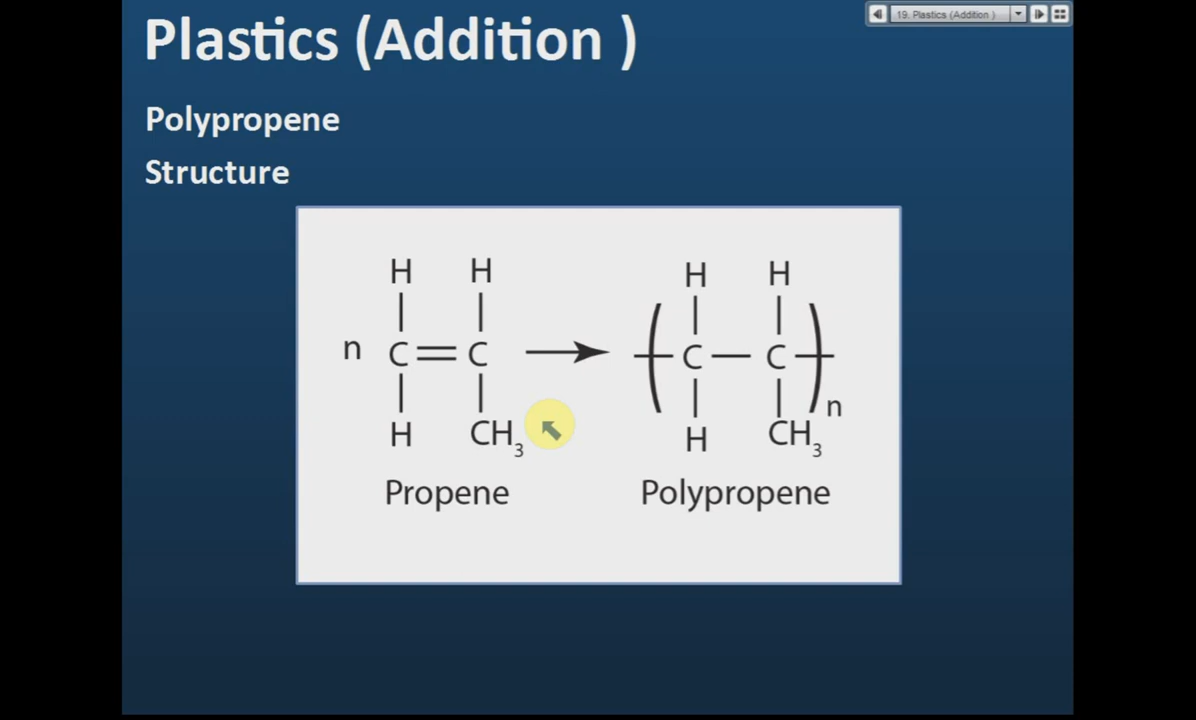 Plastics (Addition )
19. Plastics (Addition )
Polypropene
Structure
H H H H
n C C C C
n
H CH3 H CH3
Propene Polypropene